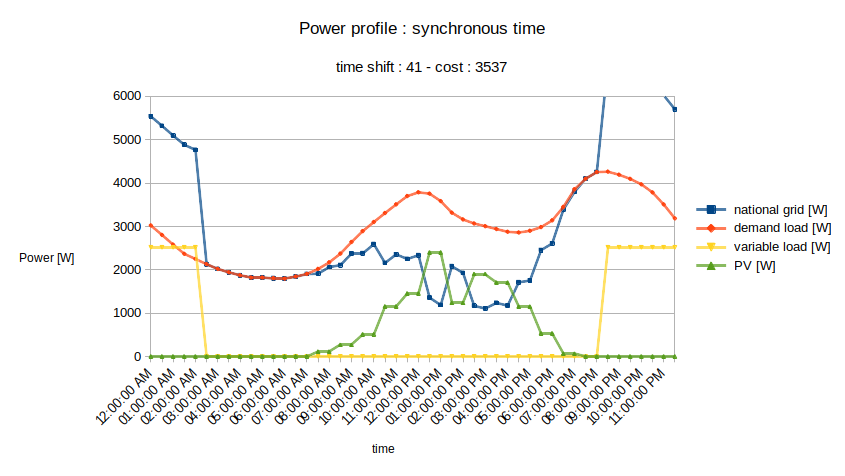 Power profile : synchronous time
time shift : 41 - cost : 3537
6000
5000
4000
3000
2000
1000
0
Power [W]
national grid [W]
demand load [W]
variable load [W]
PV [W]
12:00:00 AM
01:00:00 AM
02:00:00 AM
03:00:00 AM
04:00:00 AM
05:00:00 AM
06:00:00 AM
07:00:00 AM
08:00:00 AM
09:00:00 AM
10:00:00 AM
11:00:00 AM
12:00:00 PM
01:00:00 PM
02:00:00 PM
03:00:00 PM
04:00:00 PM
05:00:00 PM
06:00:00 PM
07:00:00 PM
08:00:00 PM
09:00:00 PM
10:00:00 PM
11:00:00 PM
time